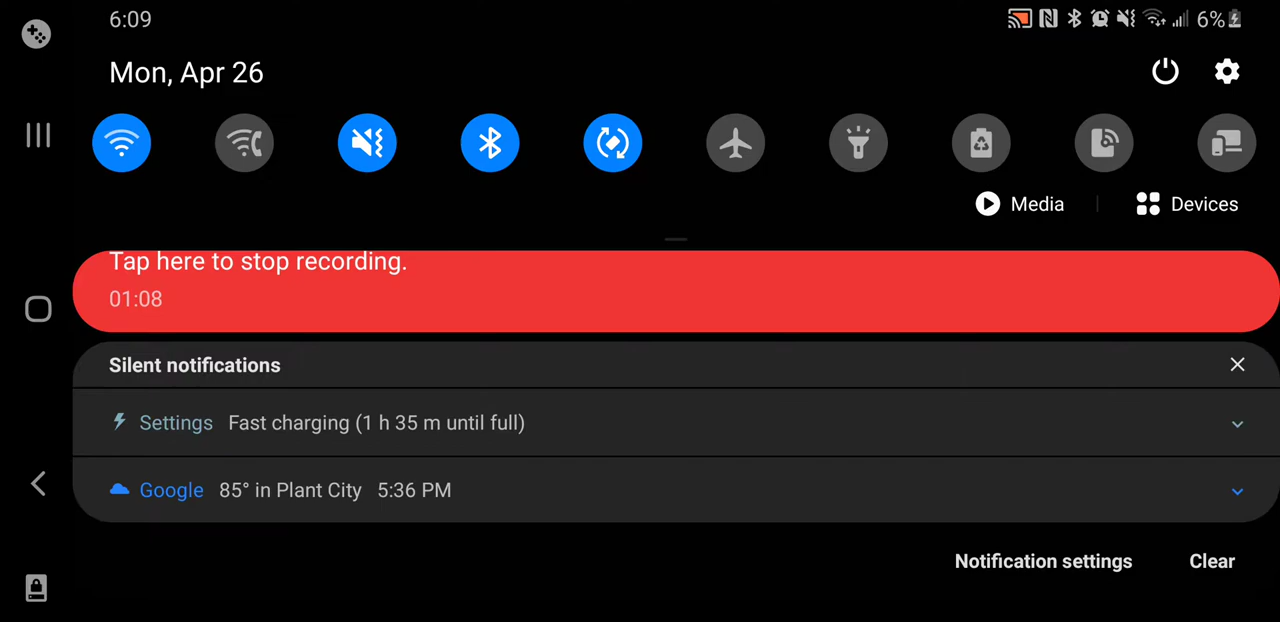 6:09
6%
Mon, Apr 26
Media
Devices
Tap here to stop recording.
01:08
Silent notifications
Settings Fast charging (1 h 35 m until full)
Google 85° in Plant City 5:36 PM
Notification settings Clear